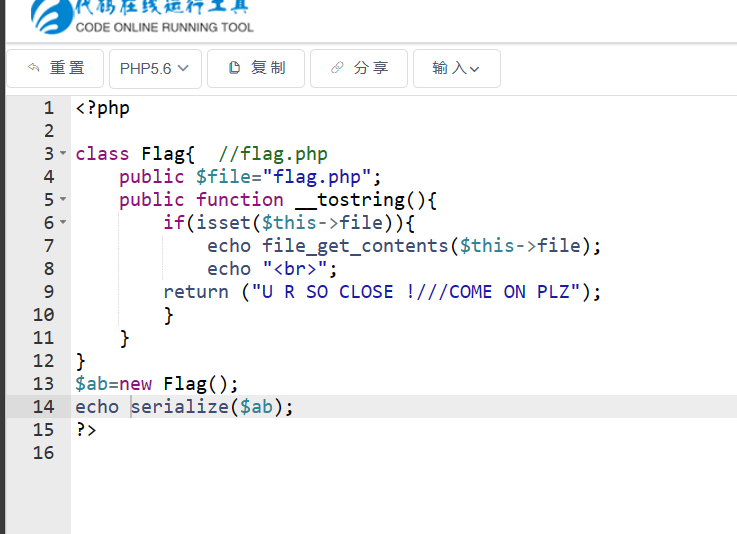 代码在线运行工具
CODE ONLINE RUNNING TOOL
重置 PHP5.6 复制 分享 输入
1 <?php
2
3 class Flag{  //flag.php
4     public $file="flag.php";
5     public function __tostring(){
6         if(isset($this->file)){
7             echo file_get_contents($this->file);
8             echo "<br>";
9         return ("U R SO CLOSE !///COME ON PLZ");
10         }
11     }
12 }
13 $ab=new Flag();
14 echo serialize($ab);
15 ?>
16